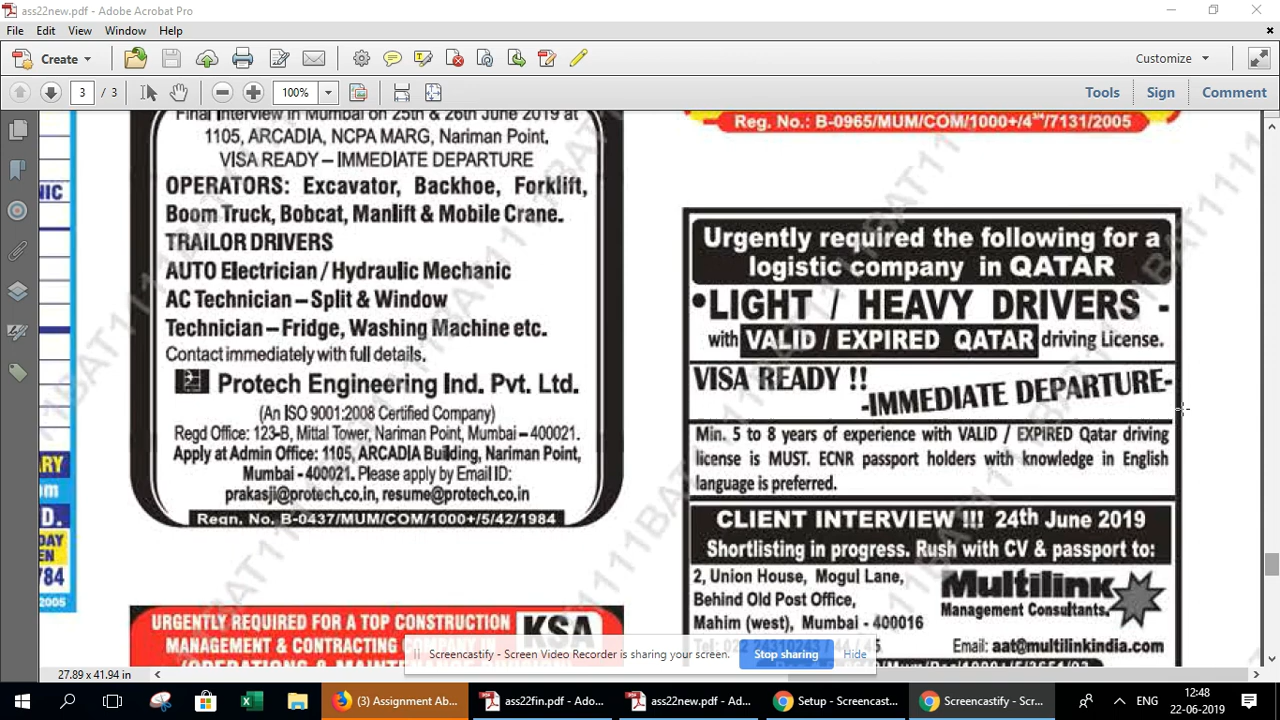 ass22new.pdf - Adobe Acrobat Pro
File Edit View Window Help
Create
Customize
3 / 3
100%
Tools Sign Comment
Final Interview in Mumbai on 25th & 26th June 2019 at
1105, ARCADIA, NCPA MARG, Nariman Point,
VISA READY – IMMEDIATE DEPARTURE
OPERATORS: Excavator, Backhoe, Forklift,
Boom Truck, Bobcat, Manlift & Mobile Crane.
TRAILOR DRIVERS
AUTO Electrician / Hydraulic Mechanic
AC Technician – Split & Window
Technician – Fridge, Washing Machine etc.
Contact immediately with full details.
Protech Engineering Ind. Pvt. Ltd.
(An ISO 9001:2008 Certified Company)
Regd Office: 123-B, Mittal Tower, Nariman Point, Mumbai – 400021.
Apply at Admin Office: 1105, ARCADIA Building, Nariman Point,
Mumbai - 400021. Please apply by Email ID:
prakasji@protech.co.in, resume@protech.co.in
Regn. No. B-0437/MUM/COM/1000+/5/42/1984
URGENTLY REQUIRED FOR A TOP CONSTRUCTION
MANAGEMENT & CONTRACTING COMPANY IN
KSA
Reg. No.: B-0965/MUM/COM/1000+/4³ᐟ⁴/7131/2005
Urgently required the following for a
logistic company in QATAR
•LIGHT / HEAVY DRIVERS -
with VALID / EXPIRED QATAR driving License.
VISA READY !!
-IMMEDIATE DEPARTURE-
Min. 5 to 8 years of experience with VALID / EXPIRED Qatar driving
license is MUST. ECNR passport holders with knowledge in English
language is preferred.
CLIENT INTERVIEW !!! 24th June 2019
Shortlisting in progress. Rush with CV & passport to:
2, Union House, Mogul Lane,
Behind Old Post Office,
Mahim (west), Mumbai - 400016
Multilink
Management Consultants.
Email: aat@multilinkindia.com
NIC
ARY
om
D.
DAY
EN
784
2005
111BAT111BAT111BAT
Screencastify - Screen Video Recorder is sharing your screen. Stop sharing Hide
27.89 x 41.94 in
(3) Assignment Ab...
ass22fin.pdf - Adob...
ass22new.pdf - Ado...
Setup - Screencast...
Screencastify - Scr...
ENG
12:48
22-06-2019